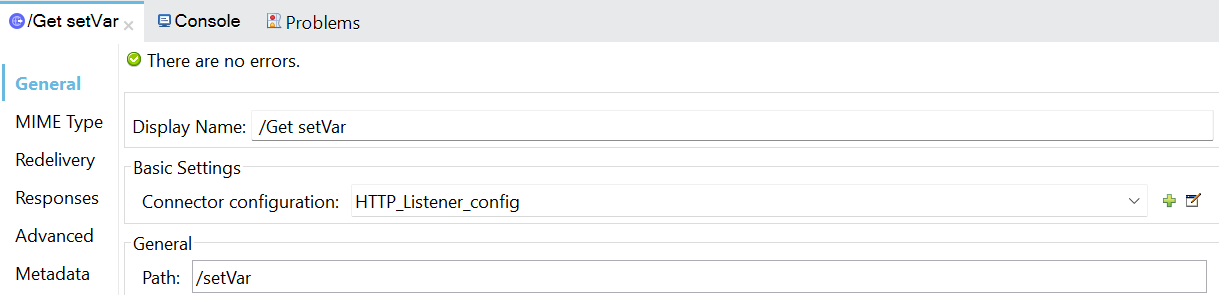 /Get setVar Console Problems
There are no errors.
General
MIME Type
Redelivery
Responses
Advanced
Metadata
Display Name: /Get setVar
Basic Settings
Connector configuration: HTTP_Listener_config
General
Path: /setVar